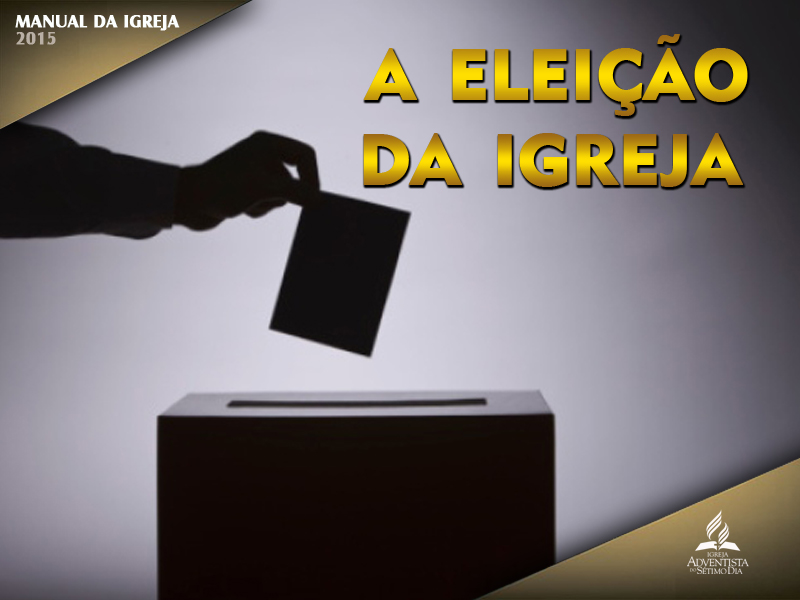 MANUAL DA IGREJA
2015
A ELEIÇÃO
DA IGREJA
IGREJA
ADVENTISTA
DO SÉTIMO DIA